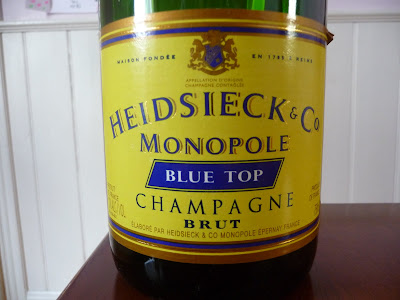 MAISON FONDÉE EN 1785 À REIMS
APPELLATION D'ORIGINE
CHAMPAGNE CONTRÔLÉE
HEIDSIECK & Co
MONOPOLE
BLUE TOP
CHAMPAGNE
BRUT
ELABORÉ PAR HEIDSIECK & CO MONOPOLE EPERNAY FRANCE